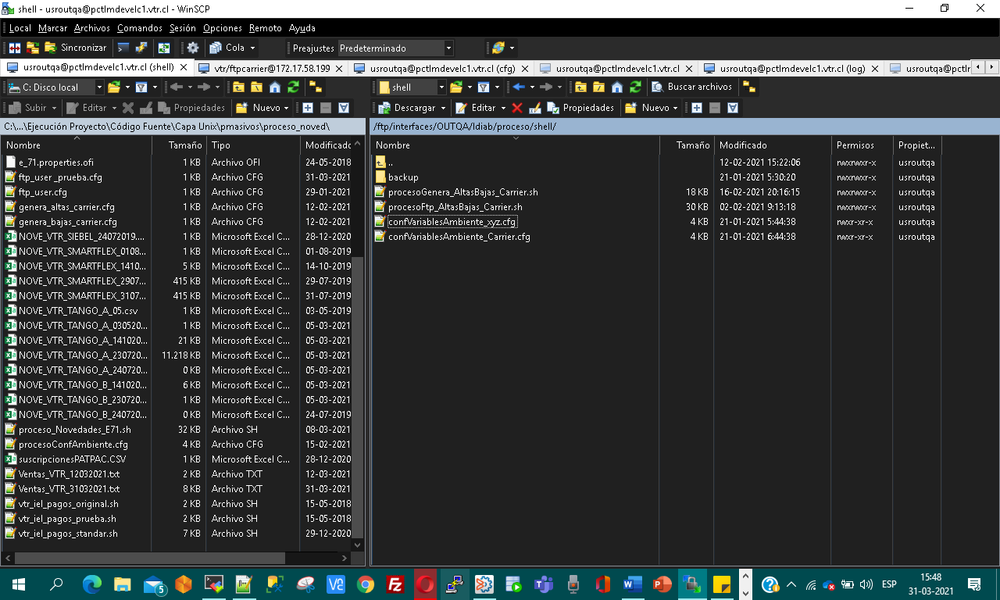 shell - usroutqa@pctlmdevelc1.vtr.cl - WinSCP
Local Marcar Archivos Comandos Sesión Opciones Remoto Ayuda
Sincronizar Cola Preajustes Predeterminado
usroutqa@pctlmdevelc1.vtr.cl (shell) vtr/ftpcarrier@172.17.58.199 usroutqa@pctlmdevelc1.vtr.cl (cfg) usroutqa@pctlmdevelc1.vtr.cl usroutqa@pctlmdevelc1.vtr.cl (log) usroutqa@pctlm
C: Disco local shell Buscar archivos
Subir Editar Propiedades Nuevo Descargar Editar Propiedades Nuevo
C:\...\Ejecución Proyecto\Código Fuente\Capa Unix\pmasivos\proceso_noved\ /ftp/interfaces/OUTQA/Idiab/proceso/shell/
Nombre Tamaño Tipo Modificado Nombre Tamaño Modificado Permisos Propiet...
e_71.properties.ofi 1 KB Archivo OFI 24-05-2018 .. 12-02-2021 15:22:06 rwxrwxr-x usroutqa
ftp_user _prueba.cfg 1 KB Archivo CFG 31-03-2021 backup 21-01-2021 5:30:20 rwxrwxr-x usroutqa
ftp_user.cfg 1 KB Archivo CFG 29-01-2021 procesoGenera_AltasBajas_Carrier.sh 18 KB 16-02-2021 20:16:15 rwxrwxr-x usroutqa
genera_altas_carrier.cfg 1 KB Archivo CFG 12-02-2021 procesoFtp_AltasBajas_Carrier.sh 30 KB 02-02-2021 9:13:18 rwxrwxr-x usroutqa
genera_bajas_carrier.cfg 1 KB Archivo CFG 12-02-2021 confVariablesAmbiente_xyz.cfg 4 KB 21-01-2021 5:44:38 rwxr-xr-x usroutqa
NOVE_VTR_SIEBEL_24072019... 1 KB Microsoft Excel C... 28-12-2020 confVariablesAmbiente_Carrier.cfg 4 KB 21-01-2021 6:44:38 rwxr-xr-x usroutqa
NOVE_VTR_SMARTFLEX_0108... 1 KB Microsoft Excel C... 01-08-2019
NOVE_VTR_SMARTFLEX_1410... 5 KB Microsoft Excel C... 14-10-2019
NOVE_VTR_SMARTFLEX_2907... 415 KB Microsoft Excel C... 29-07-2019
NOVE_VTR_SMARTFLEX_3107... 415 KB Microsoft Excel C... 31-07-2019
NOVE_VTR_TANGO_A_05.csv 1 KB Microsoft Excel C... 03-05-2019
NOVE_VTR_TANGO_A_030520... 1 KB Microsoft Excel C... 05-03-2021
NOVE_VTR_TANGO_A_141020... 21 KB Microsoft Excel C... 05-03-2021
NOVE_VTR_TANGO_A_230720... 11.218 KB Microsoft Excel C... 05-03-2021
NOVE_VTR_TANGO_A_240720... 0 KB Microsoft Excel C... 05-03-2021
NOVE_VTR_TANGO_B_141020... 6 KB Microsoft Excel C... 05-03-2021
NOVE_VTR_TANGO_B_230720... 1 KB Microsoft Excel C... 05-03-2021
NOVE_VTR_TANGO_B_240720... 0 KB Microsoft Excel C... 24-07-2019
proceso_Novedades_E71.sh 32 KB Archivo SH 08-03-2021
procesoConfAmbiente.cfg 4 KB Archivo CFG 15-02-2021
suscripcionesPATPAC.CSV 1 KB Microsoft Excel C... 28-12-2020
Ventas_VTR_12032021.txt 2 KB Archivo TXT 12-03-2021
Ventas_VTR_31032021.txt 8 KB Archivo TXT 31-03-2021
vtr_iel_pagos_original.sh 2 KB Archivo SH 15-05-2018
vtr_iel_pagos_prueba.sh 2 KB Archivo SH 15-05-2018
vtr_iel_pagos_standar.sh 7 KB Archivo SH 29-12-2020
5 ESP 15:48
31-03-2021